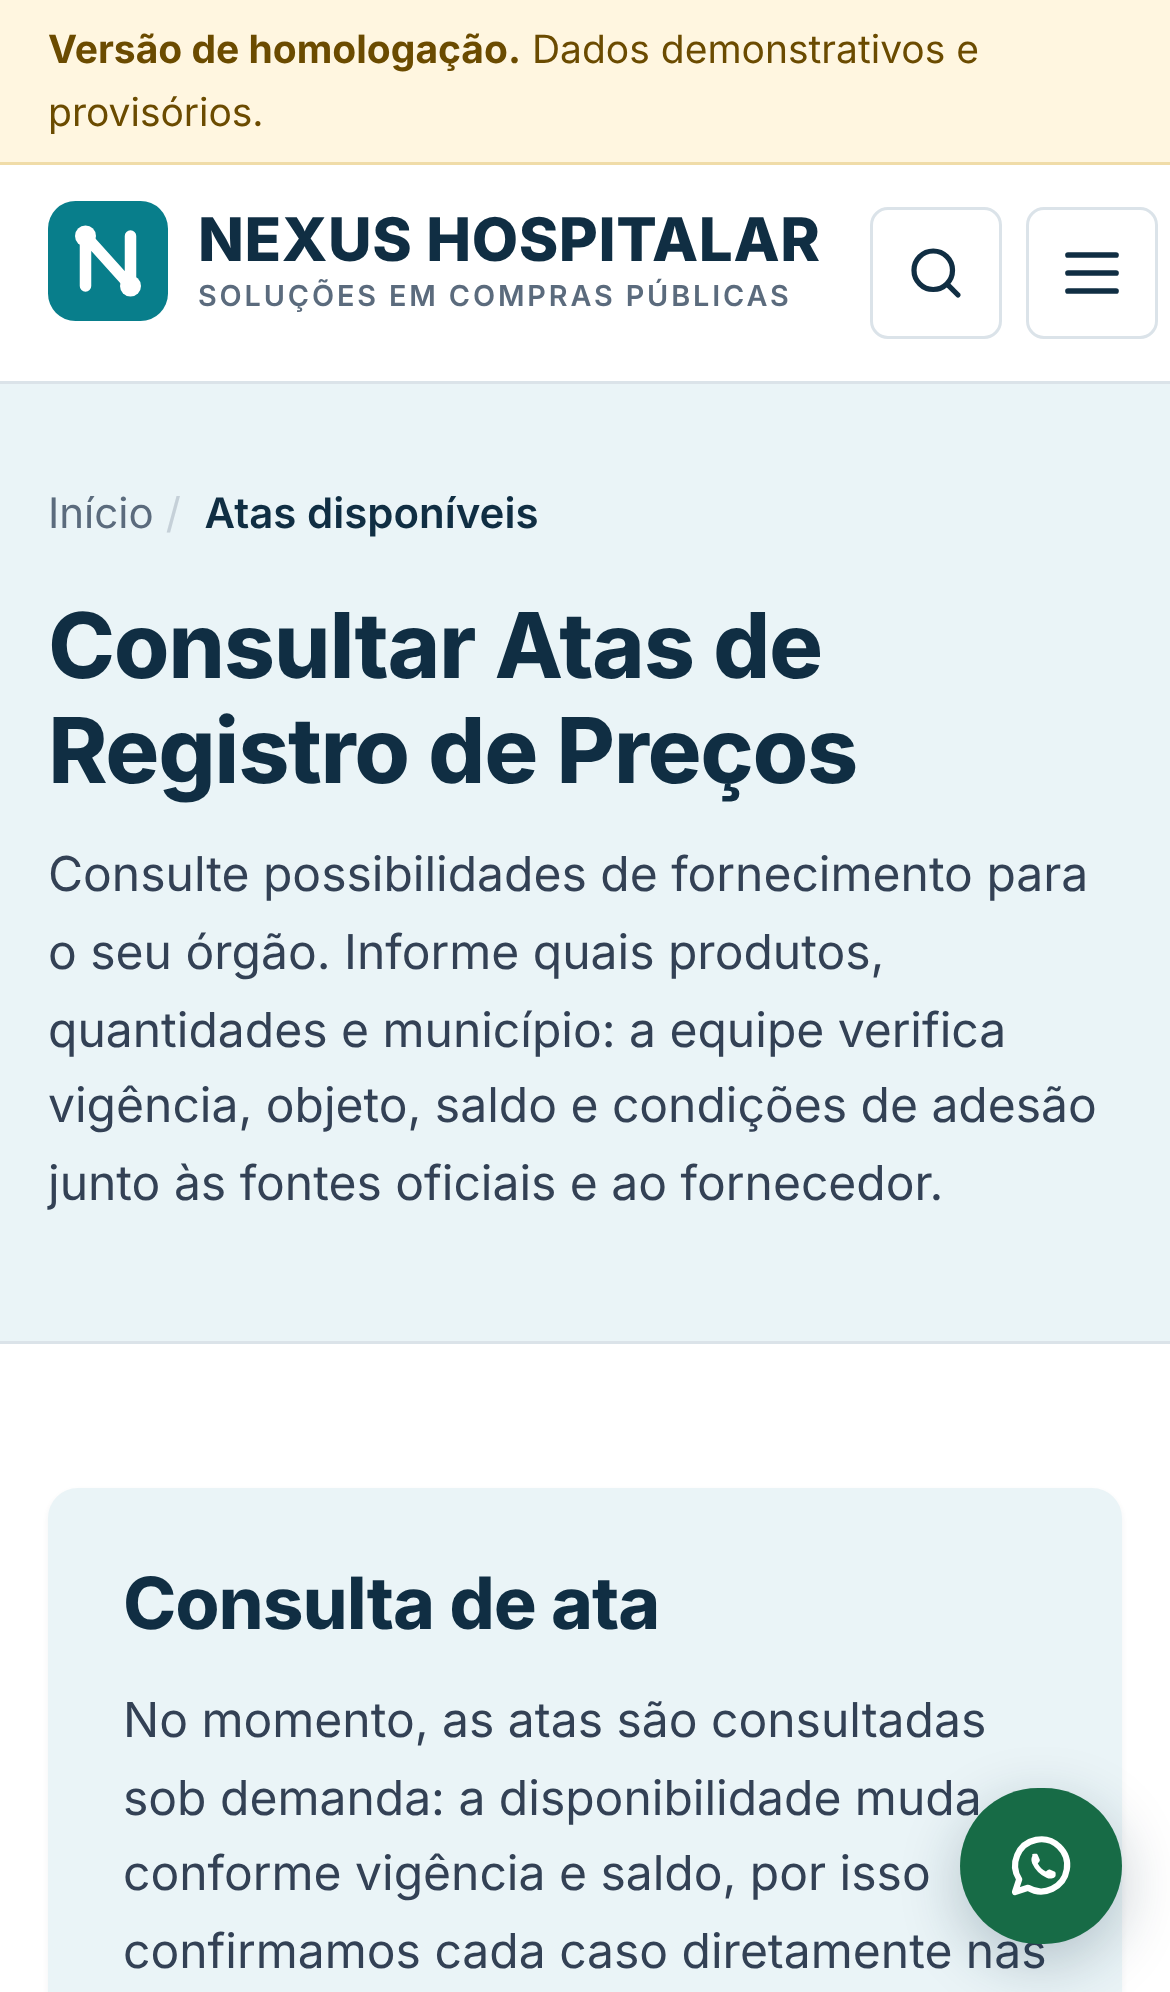 Versão de homologação. Dados demonstrativos e
provisórios.
NEXUS HOSPITALAR
SOLUÇÕES EM COMPRAS PÚBLICAS
Início / Atas disponíveis
Consultar Atas de
Registro de Preços
Consulte possibilidades de fornecimento para
o seu órgão. Informe quais produtos,
quantidades e município: a equipe verifica
vigência, objeto, saldo e condições de adesão
junto às fontes oficiais e ao fornecedor.
Consulta de ata
No momento, as atas são consultadas
sob demanda: a disponibilidade muda
conforme vigência e saldo, por isso
confirmamos cada caso diretamente nas